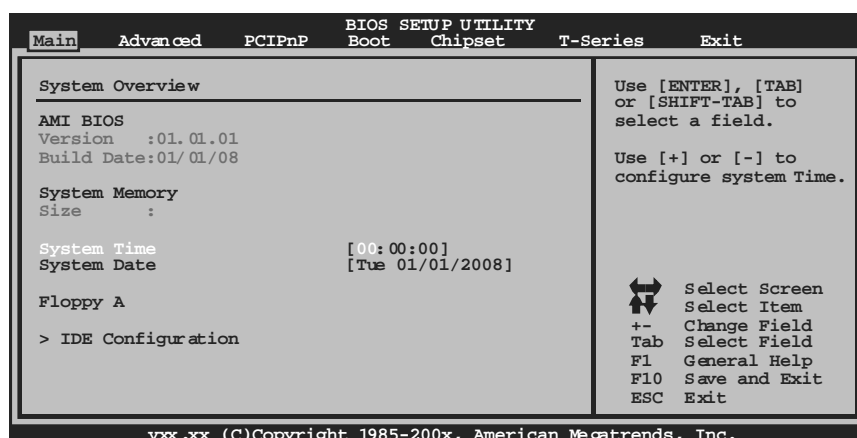 BIOS SETUP UTILITY
Main Advanced PCIPnP Boot Chipset T-Series Exit
System Overview
AMI BIOS
Version :01.01.01
Build Date:01/01/08
System Memory
Size :
System Time [00:00:00]
System Date [Tue 01/01/2008]
Floppy A
> IDE Configuration
Use [ENTER], [TAB]
or [SHIFT-TAB] to
select a field.
Use [+] or [-] to
configure system Time.
Select Screen
Select Item
+- Change Field
Tab Select Field
F1 General Help
F10 Save and Exit
ESC Exit
vxx.xx (C)Copyright 1985-200x, American Megatrends, Inc.